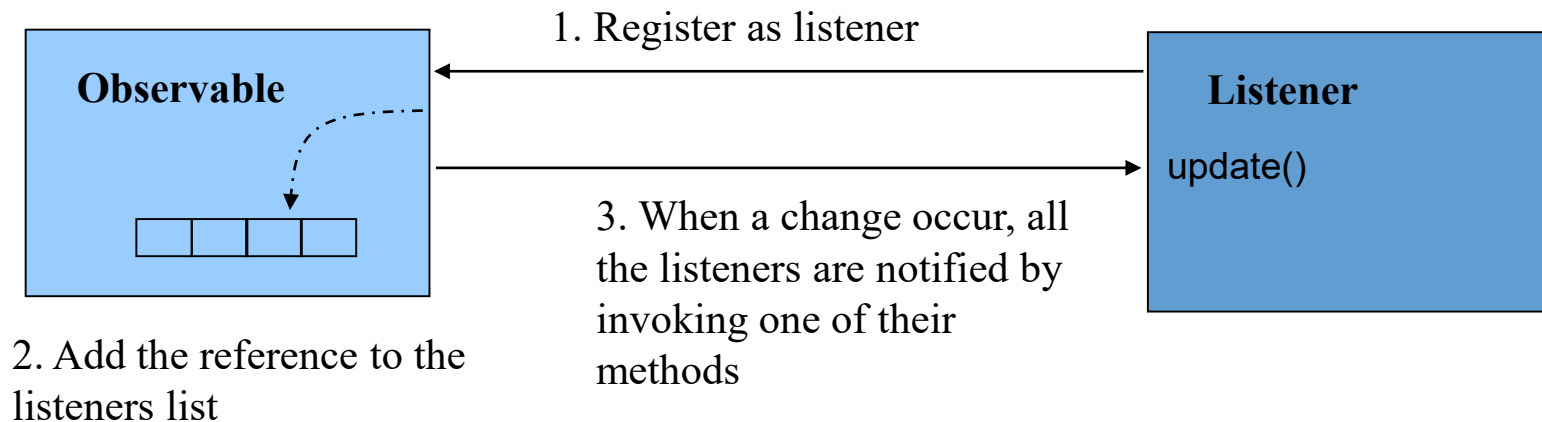 1. Register as listener
Observable
Listener
update()
3. When a change occur, all
the listeners are notified by
invoking one of their
methods
2. Add the reference to the
listeners list